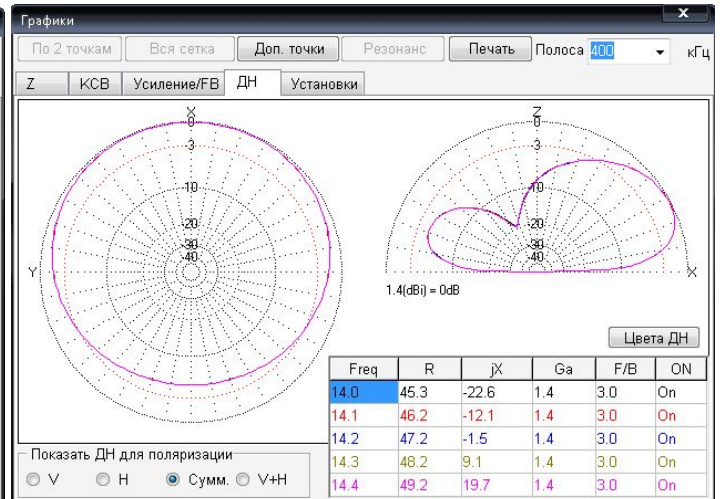 Графики
x
По 2 точкам Вся сетка Доп. точки Резонанс Печать Полоса 400 кГц
Z КСВ Усиление/FB ДН Установки
X
0
-3
-10
-20
-30
-40
Y
Z
0
-3
-10
-20
-30
-40
X
1.4(dBi) = 0dB
Цвета ДН
Freq R jX Ga F/B ON
14.0 45.3 -22.6 1.4 3.0 On
14.1 46.2 -12.1 1.4 3.0 On
14.2 47.2 -1.5 1.4 3.0 On
14.3 48.2 9.1 1.4 3.0 On
14.4 49.2 19.7 1.4 3.0 On
Показать ДН для поляризации
V H Сумм. V+H